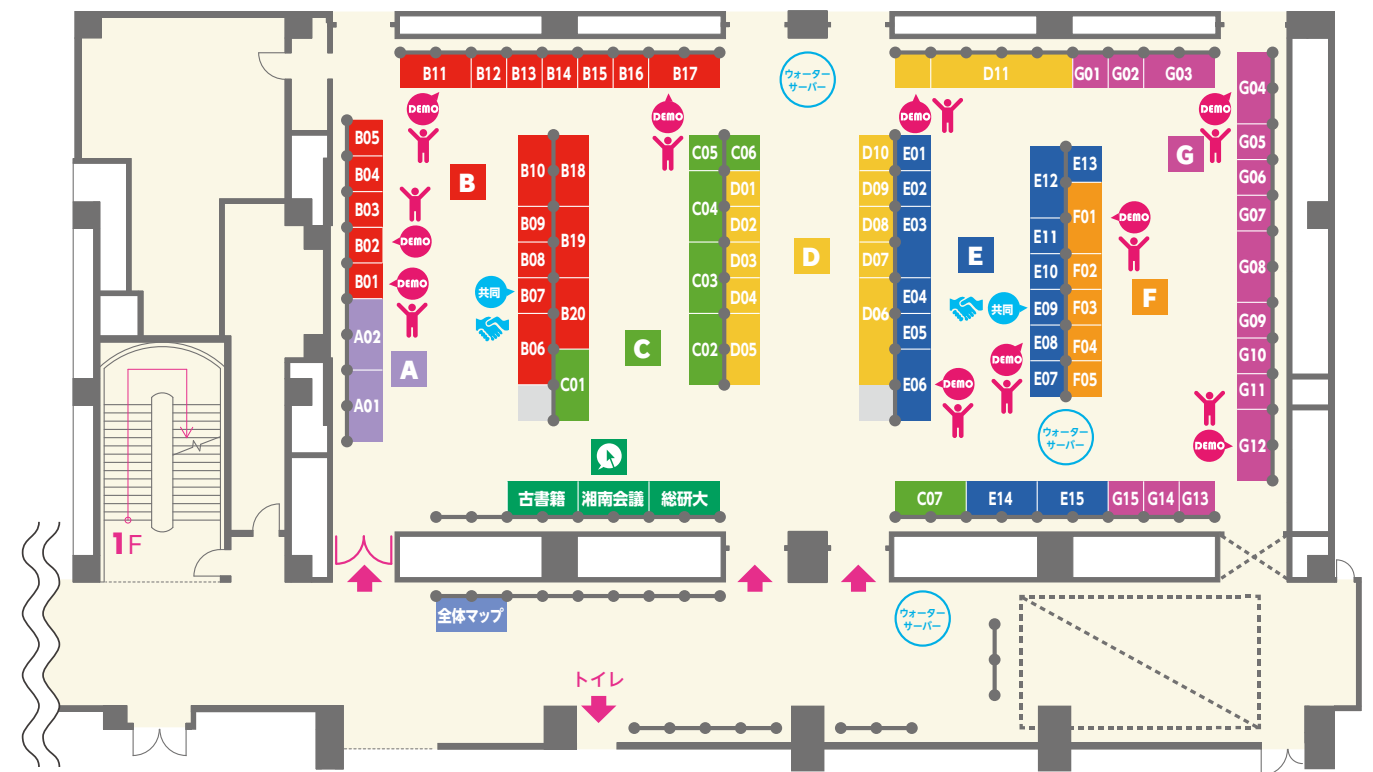 B11
B12
B13
B14
B15
B16
B17
ウォーター
サーバー
D11
G01
G02
G03
G04
DEMO
DEMO
DEMO
DEMO
B05
B04
B03
B02
B01
A02
A01
DEMO
DEMO
A
B
B10
B09
B08
B07
B06
B18
B19
B20
C01
共同
C
C05
C04
C03
C02
C06
D01
D02
D03
D04
D05
D
D10
D09
D08
D07
D06
E01
E02
E03
E04
E05
E06
E
共同
DEMO
DEMO
E12
E11
E10
E09
E08
E07
E13
F01
F02
F03
F04
F05
DEMO
F
G
G05
G06
G07
G08
G09
G10
G11
G12
DEMO
ウォーター
サーバー
古書籍
湘南会議
総研大
C07
E14
E15
G15
G14
G13
1F
全体マップ
ウォーター
サーバー
トイレ